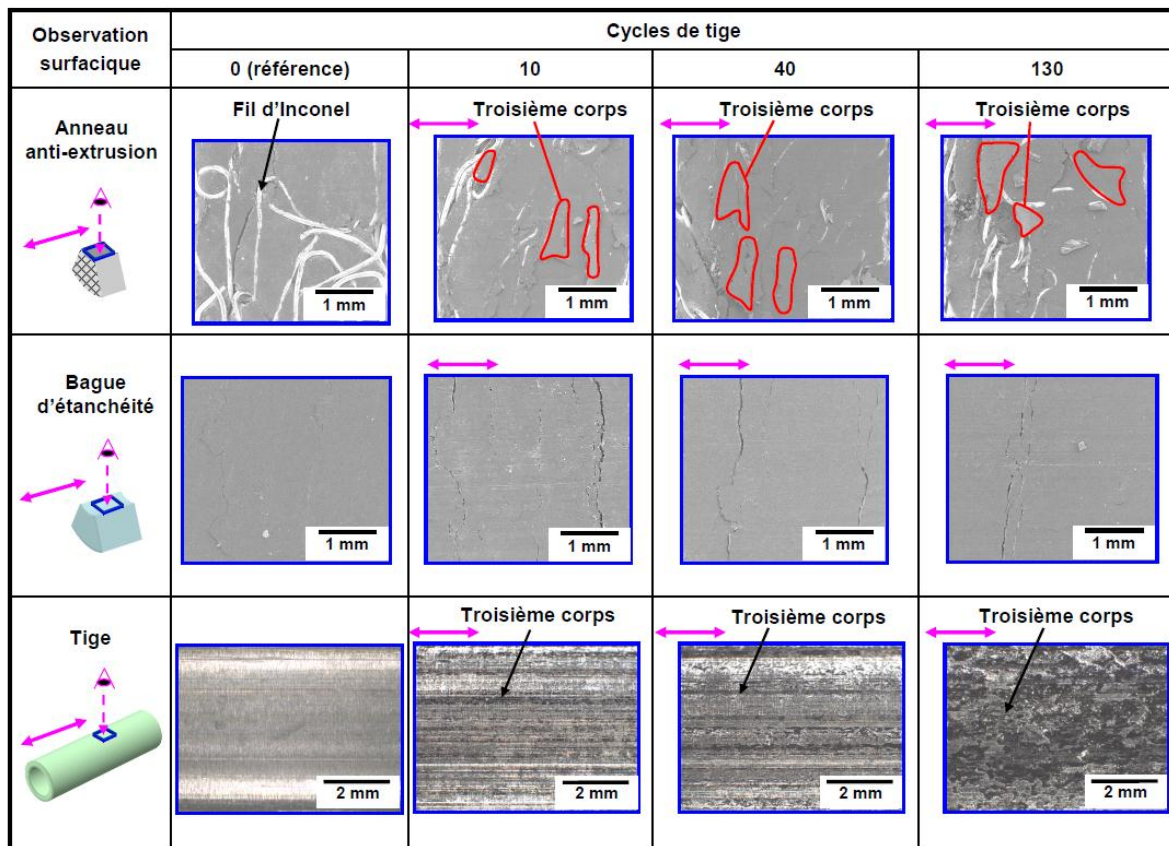 Observation
surfacique
Cycles de tige
0 (référence)
10
40
130
Anneau
anti-extrusion
Fil d'Inconel
Troisième corps
Troisième corps
Troisième corps
1 mm
1 mm
1 mm
1 mm
Bague
d'étanchéité
1 mm
1 mm
1 mm
1 mm
Tige
Troisième corps
Troisième corps
Troisième corps
2 mm
2 mm
2 mm
2 mm